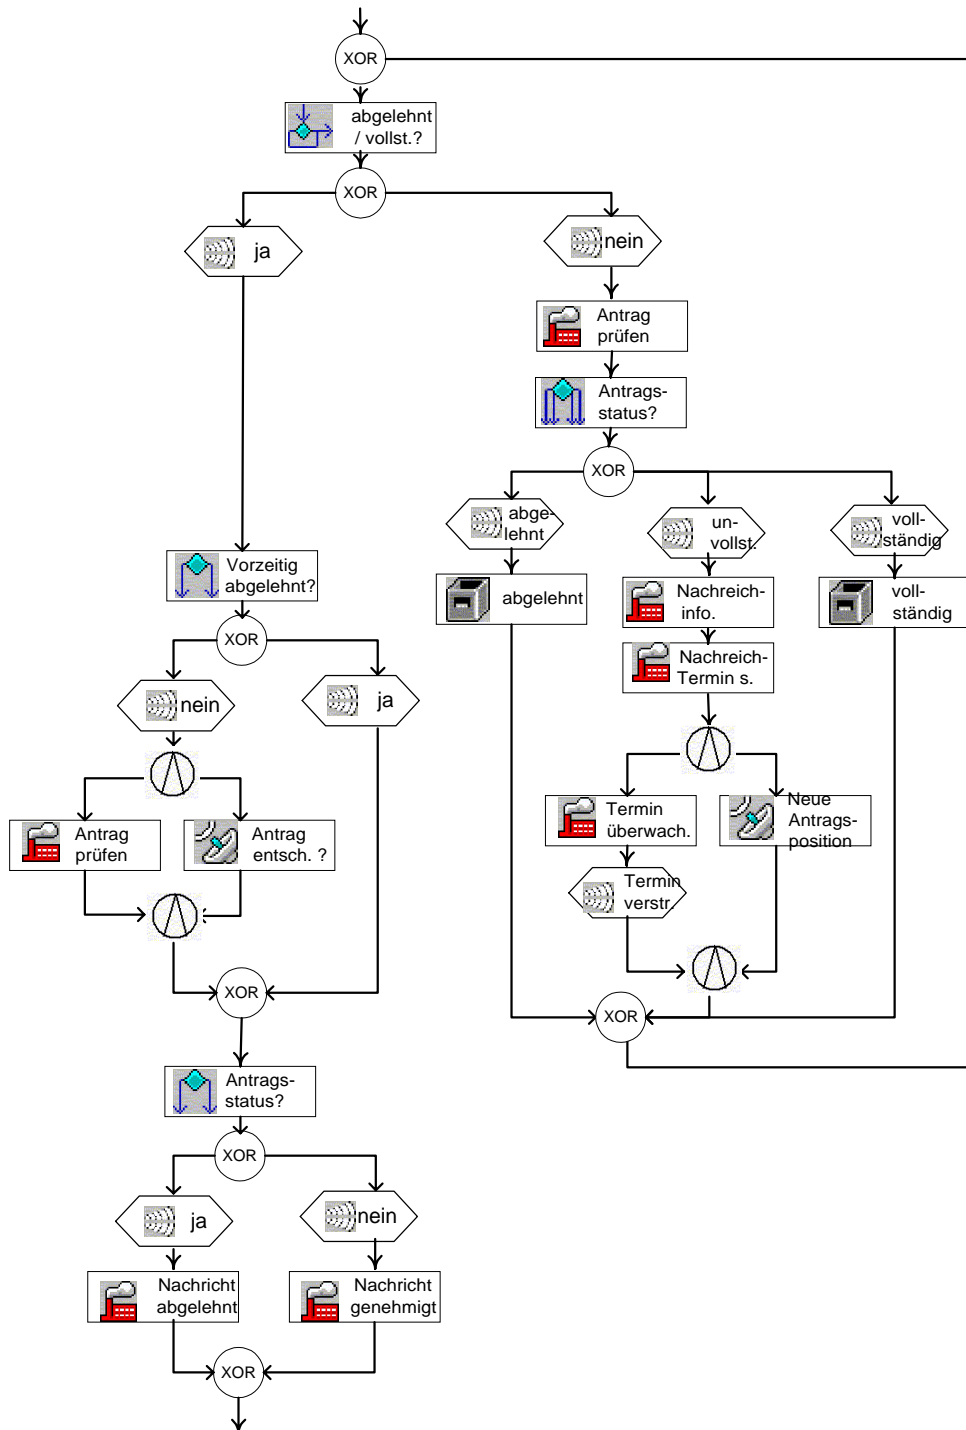 XOR
abgelehnt
/ vollst.?
XOR
ja
nein
Antrag
prüfen
Antrags-
status?
XOR
abge-
lehnt
un-
vollst.
voll-
ständig
abgelehnt
Nachreich-
info.
voll-
ständig
Nachreich-
Termin s.
Vorzeitig
abgelehnt?
XOR
nein
ja
Antrag
prüfen
Antrag
entsch. ?
Termin
überwach.
Neue
Antrags-
position
Termin
verstr.
XOR
XOR
Antrags-
status?
XOR
ja
nein
Nachricht
abgelehnt
Nachricht
genehmigt
XOR